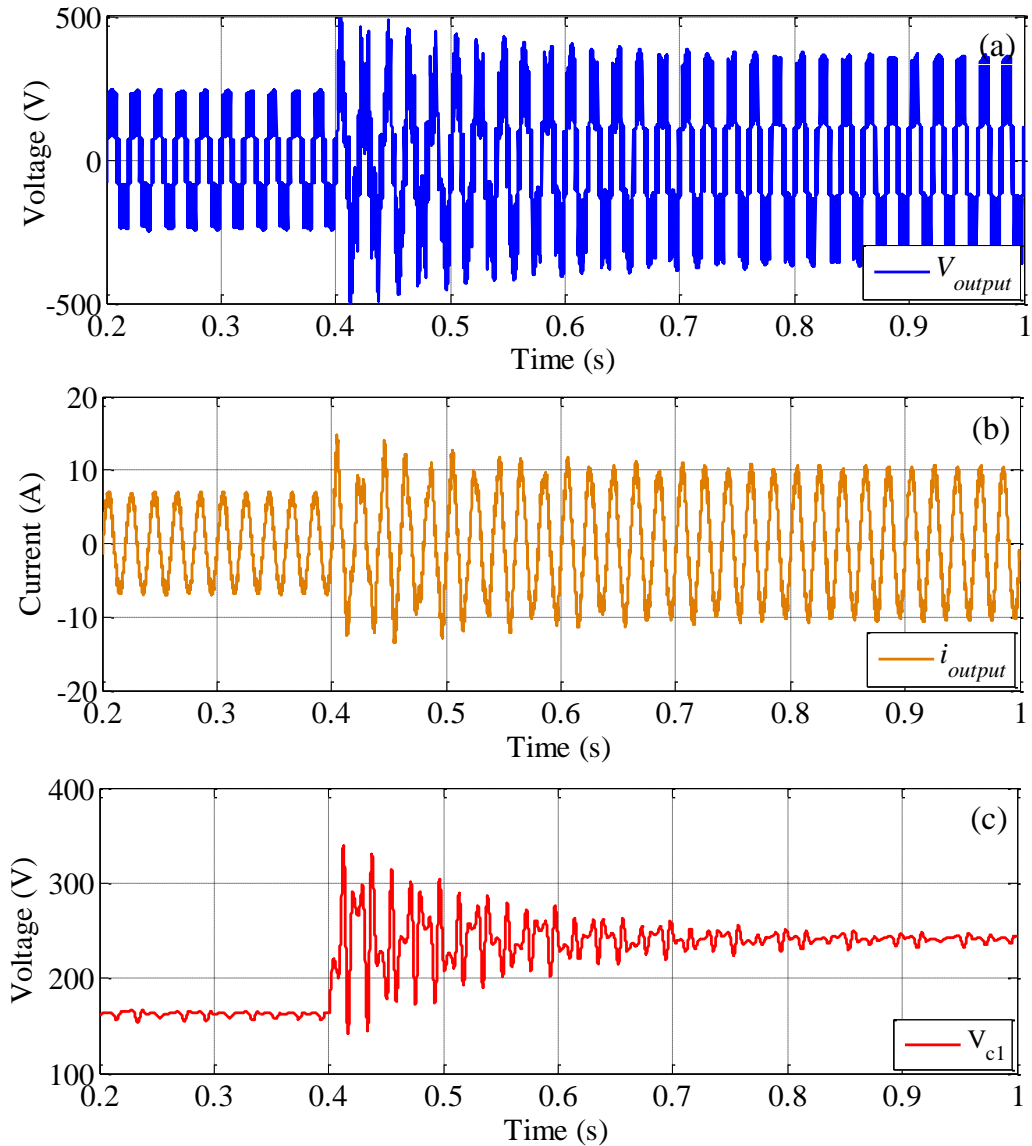 500
(a)
Voltage (V)
0
V_output
-500
0.2 0.3 0.4 0.5 0.6 0.7 0.8 0.9 1
Time (s)
20
(b)
10
Current (A)
0
-10
i_output
-20
0.2 0.3 0.4 0.5 0.6 0.7 0.8 0.9 1
Time (s)
400
(c)
300
Voltage (V)
200
V_c1
100
0.2 0.3 0.4 0.5 0.6 0.7 0.8 0.9 1
Time (s)